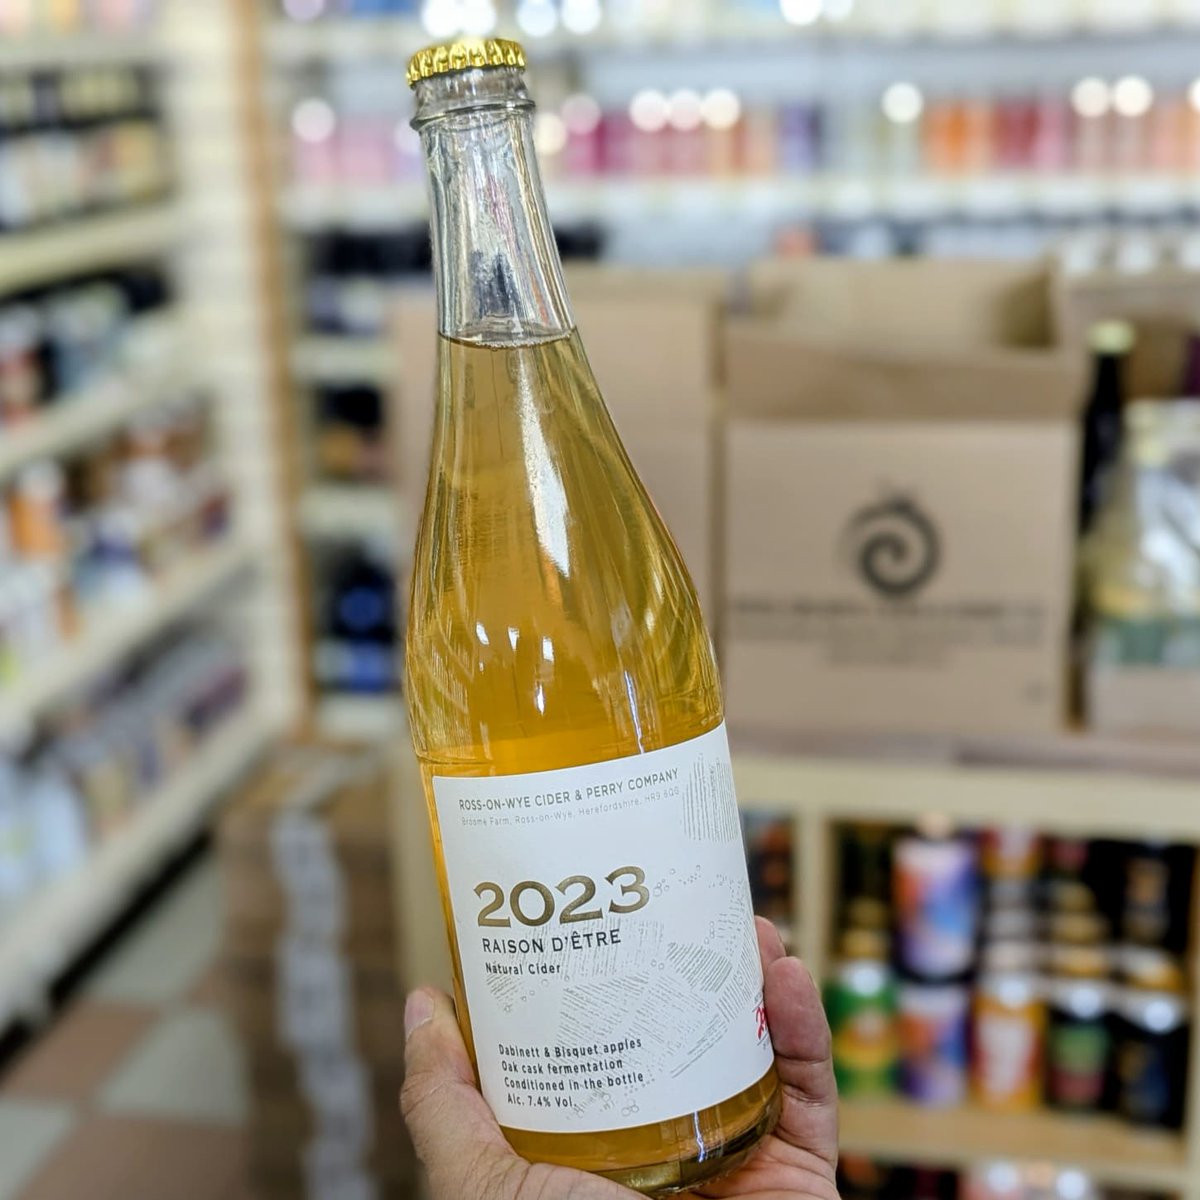 ROSS-ON-WYE CIDER & PERRY COMPANY
Broome Farm, Ross-on-Wye, Herefordshire, HR9 6QG
2023
RAISON D'ÊTRE
Natural Cider
Dabinett & Bisquet apples
Oak cask fermentation
Conditioned in the bottle
Alc. 7.4% Vol.